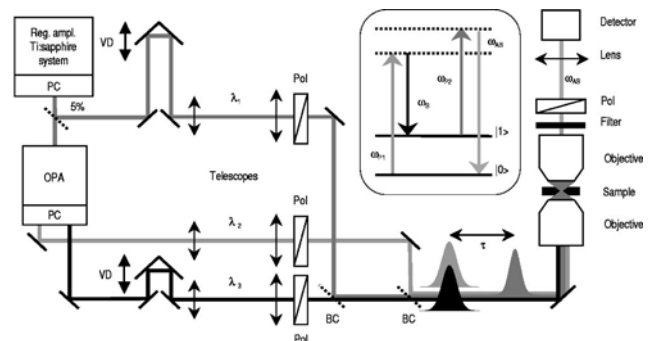 Reg. ampl.
Ti:sapphire
system
PC
VD
5%
λ1
Pol
OPA
PC
Telescopes
λ2
Pol
VD
λ3
Pol
BC
BC
τ
ωP1
ωS
ωP2
ωAS
|1>
|0>
Detector
Lens
ωAS
Pol
Filter
Objective
Sample
Objective